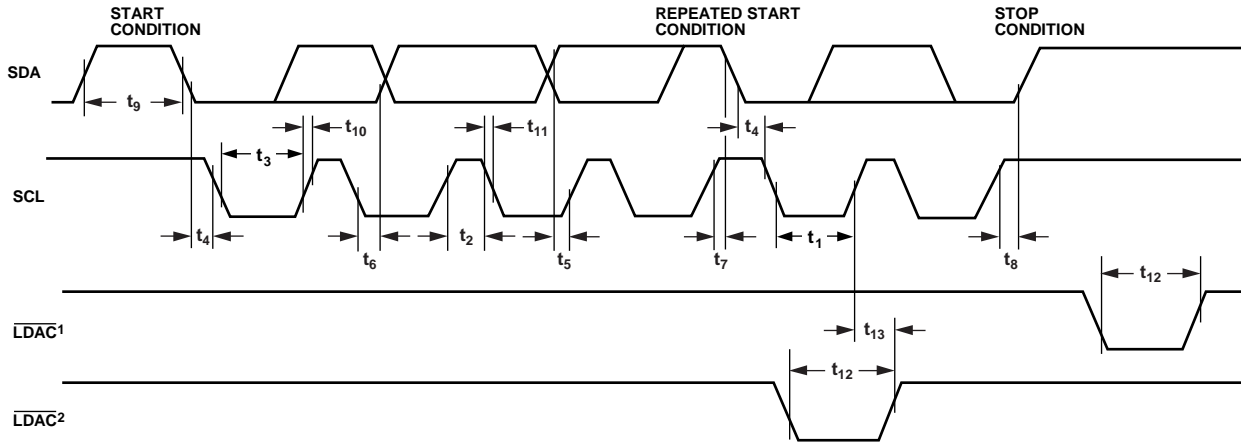 START
CONDITION
REPEATED START
CONDITION
STOP
CONDITION
SDA
t9
t10
t11
t4
t3
SCL
t4
t6
t2
t5
t7
t1
t8
t12
LDAC1
t13
t12
LDAC2